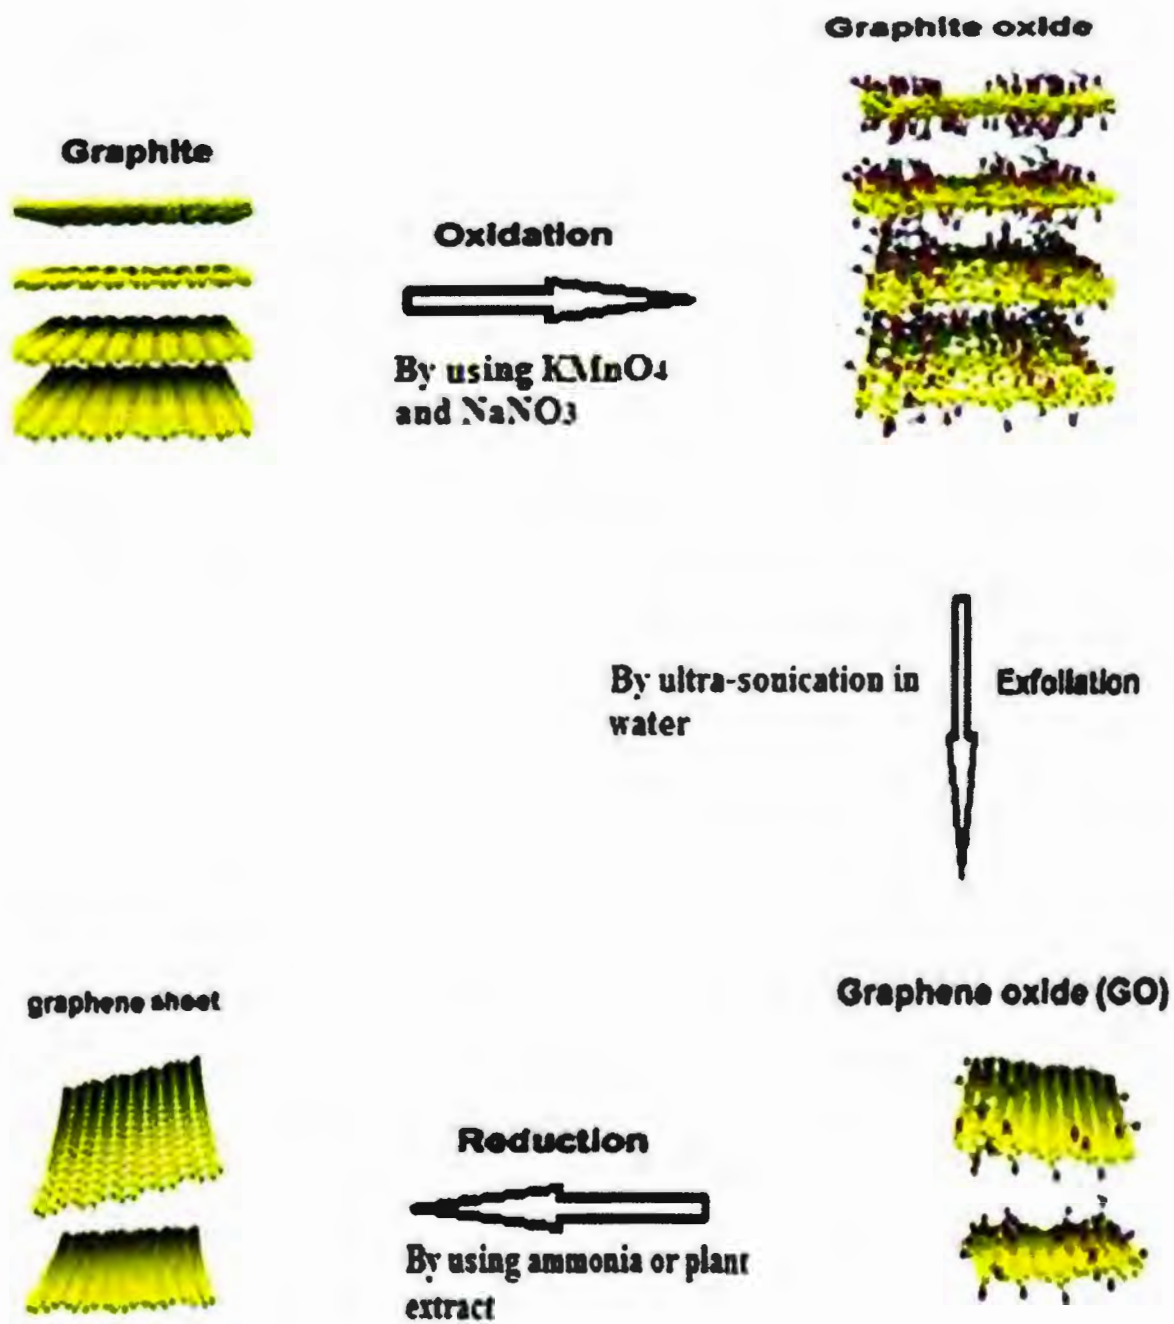 Graphite oxide
Graphite
Oxidation
By using KMnO4
and NaNO3
By ultra-sonication in
water
Exfoliation
Graphene oxide (GO)
graphene sheet
Reduction
By using ammonia or plant
extract